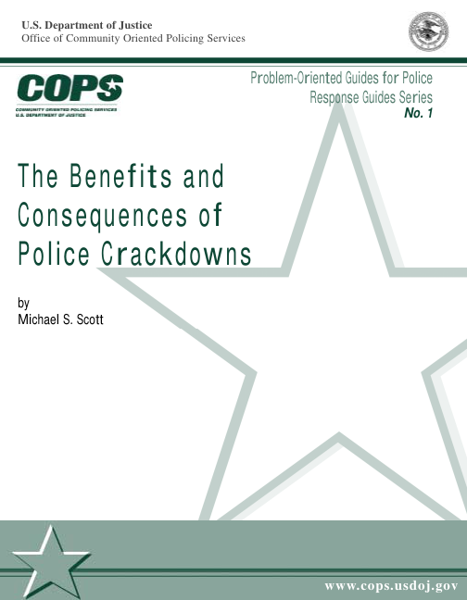 U.S. Department of Justice
Office of Community Oriented Policing Services
COPS
COMMUNITY ORIENTED POLICING SERVICES
U.S. DEPARTMENT OF JUSTICE
Problem-Oriented Guides for Police
Response Guides Series
No. 1
The Benefits and
Consequences of
Police Crackdowns
by
Michael S. Scott
www.cops.usdoj.gov